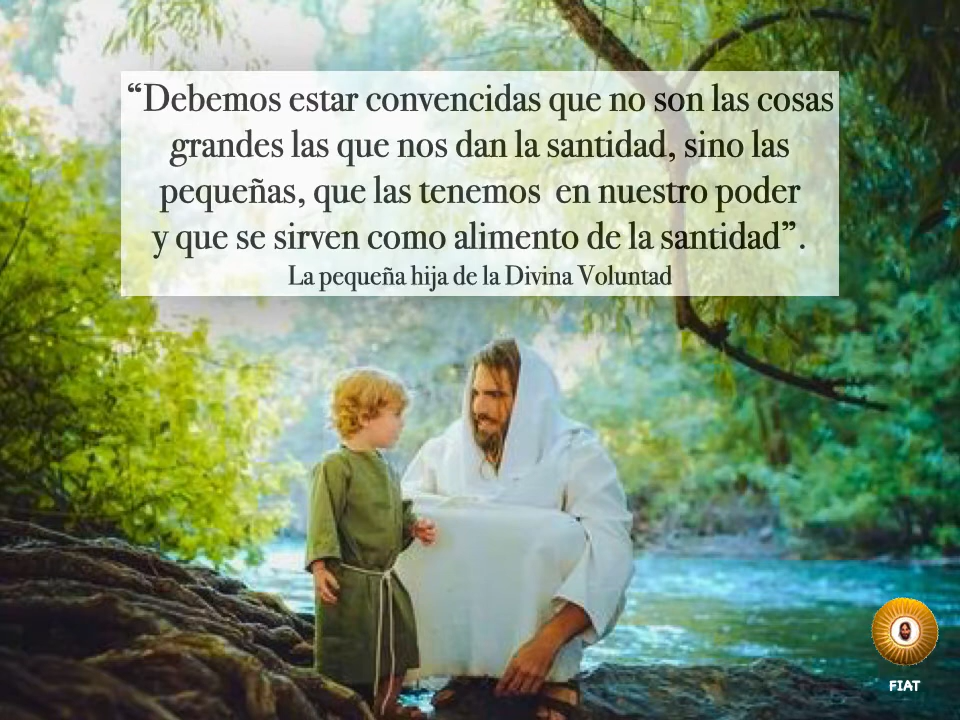 “Debemos estar convencidas que no son las cosas
grandes las que nos dan la santidad, sino las
pequeñas, que las tenemos en nuestro poder
y que se sirven como alimento de la santidad”.
La pequeña hija de la Divina Voluntad
FIAT